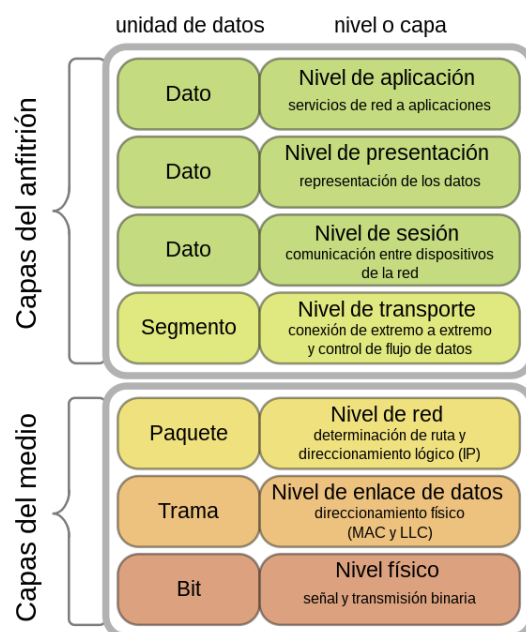 unidad de datos
nivel o capa
Capas del anfitrión
Dato
Nivel de aplicación
servicios de red a aplicaciones
Dato
Nivel de presentación
representación de los datos
Dato
Nivel de sesión
comunicación entre dispositivos
de la red
Segmento
Nivel de transporte
conexión de extremo a extremo
y control de flujo de datos
Capas del medio
Paquete
Nivel de red
determinación de ruta y
direccionamiento lógico (IP)
Trama
Nivel de enlace de datos
direccionamiento físico
(MAC y LLC)
Bit
Nivel físico
señal y transmisión binaria